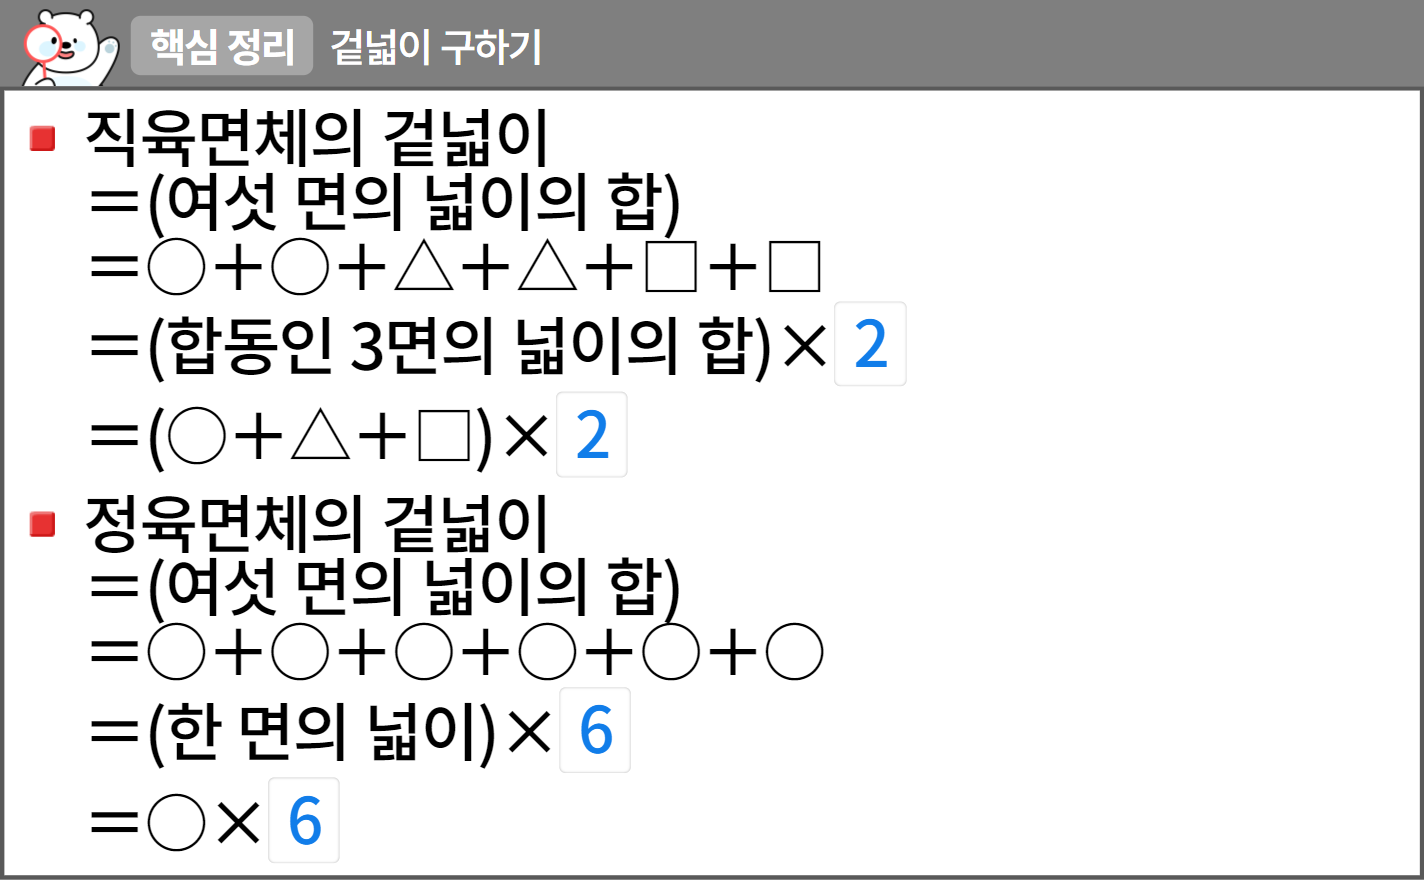 핵심 정리 겉넓이 구하기
직육면체의 겉넓이
=(여섯 면의 넓이의 합)
=○+○+△+△+□+□
=(합동인 3면의 넓이의 합)×2
=(○+△+□)×2
정육면체의 겉넓이
=(여섯 면의 넓이의 합)
=○+○+○+○+○+○
=(한 면의 넓이)×6
=○×6